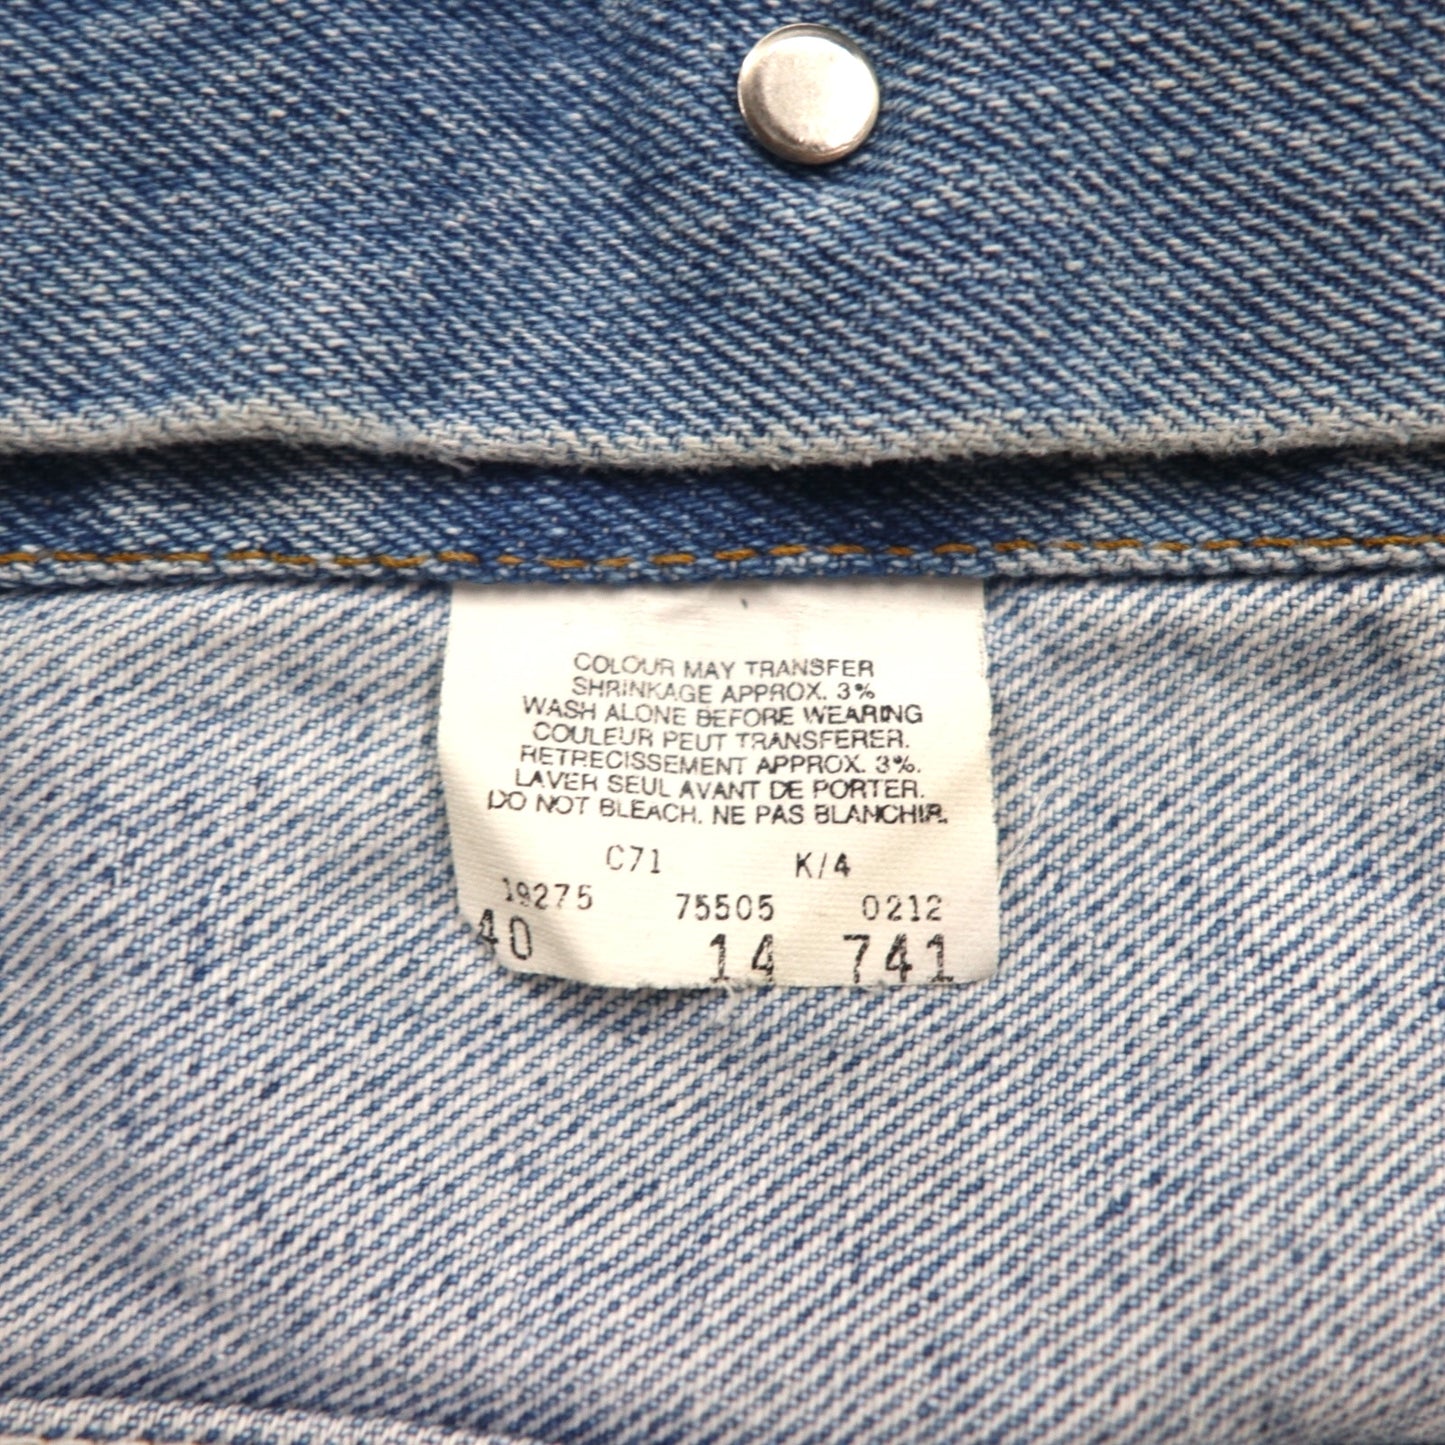 COLOUR MAY TRANSFER
SHRINKAGE APPROX. 3%
WASH ALONE BEFORE WEARING
COULEUR PEUT TRANSFERER.
RETRECISSEMENT APPROX. 3%.
LAVER SEUL AVANT DE PORTER.
DO NOT BLEACH. NE PAS BLANCHIR.
C71 K/4
19275 75505 0212
40 14 741